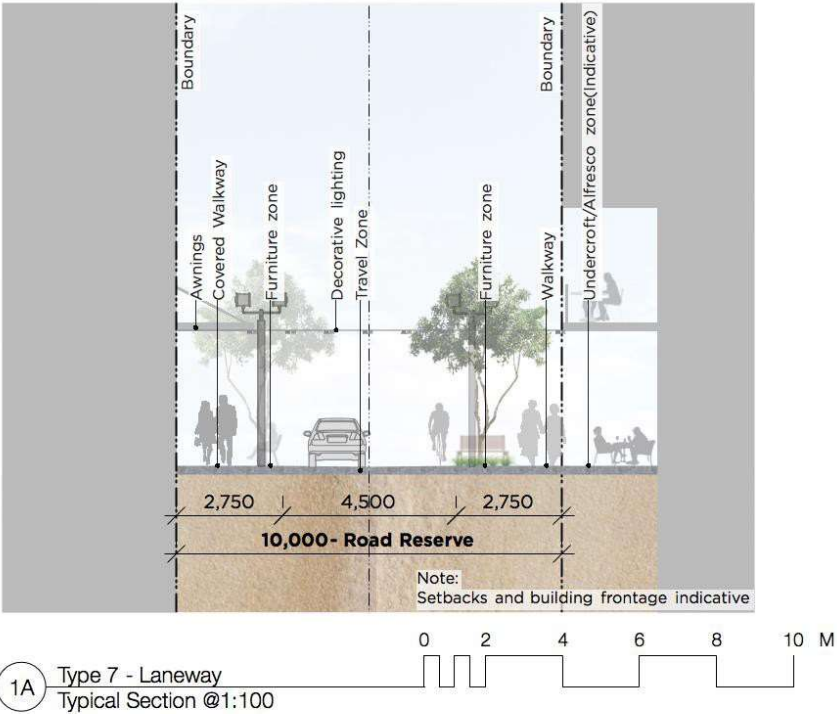 Boundary
Boundary
Undercroft/Alfresco zone(Indicative)
Awnings
Covered Walkway
Furniture zone
Decorative lighting
Travel Zone
Furniture zone
Walkway
2,750
4,500
2,750
10,000- Road Reserve
Note:
Setbacks and building frontage indicative
0 2 4 6 8 10 M
1A
Type 7 - Laneway
Typical Section @1:100